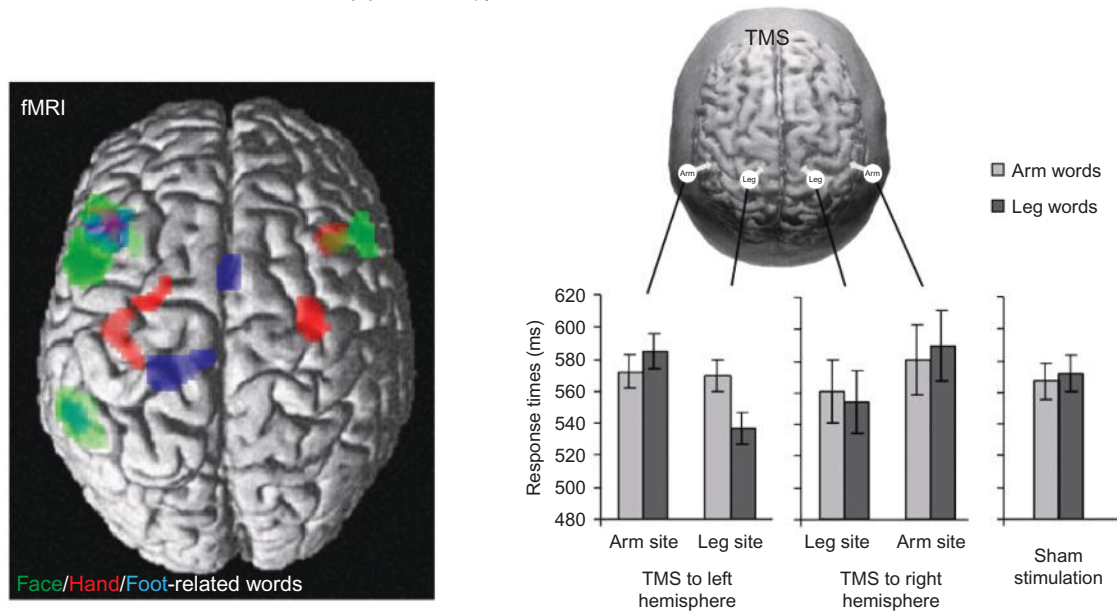 fMRI
Face/Hand/Foot-related words
TMS
Arm
Leg
Leg
Arm
Arm words
Leg words
Response times (ms)
620
600
580
560
540
520
500
480
Arm site
Leg site
Leg site
Arm site
TMS to left
hemisphere
TMS to right
hemisphere
Sham
stimulation